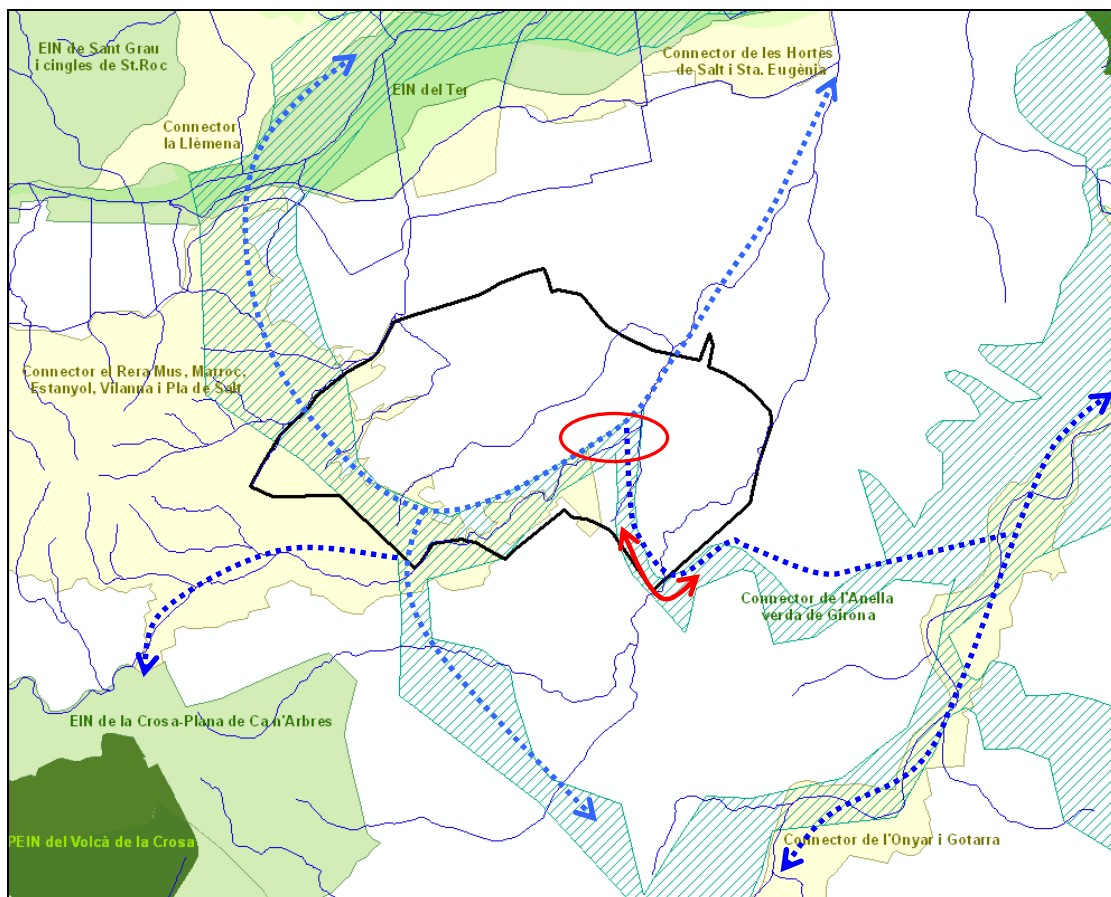 EIN de Sant Grau
i cingles de St.Roc
Connector de les Hortes
de Salt i Sta. Eugènia
EIN del Ter
Connector
la Llèmena
Connector el Rera Mus, Marroc,
Estanyol, Vilanna i Pla de Salt
Connector de l'Anella
verda de Girona
EIN de la Crosa-Plana de Ca n'Arbres
PEIN del Volcà de la Crosa
Connector de l'Onyar i Gotarra